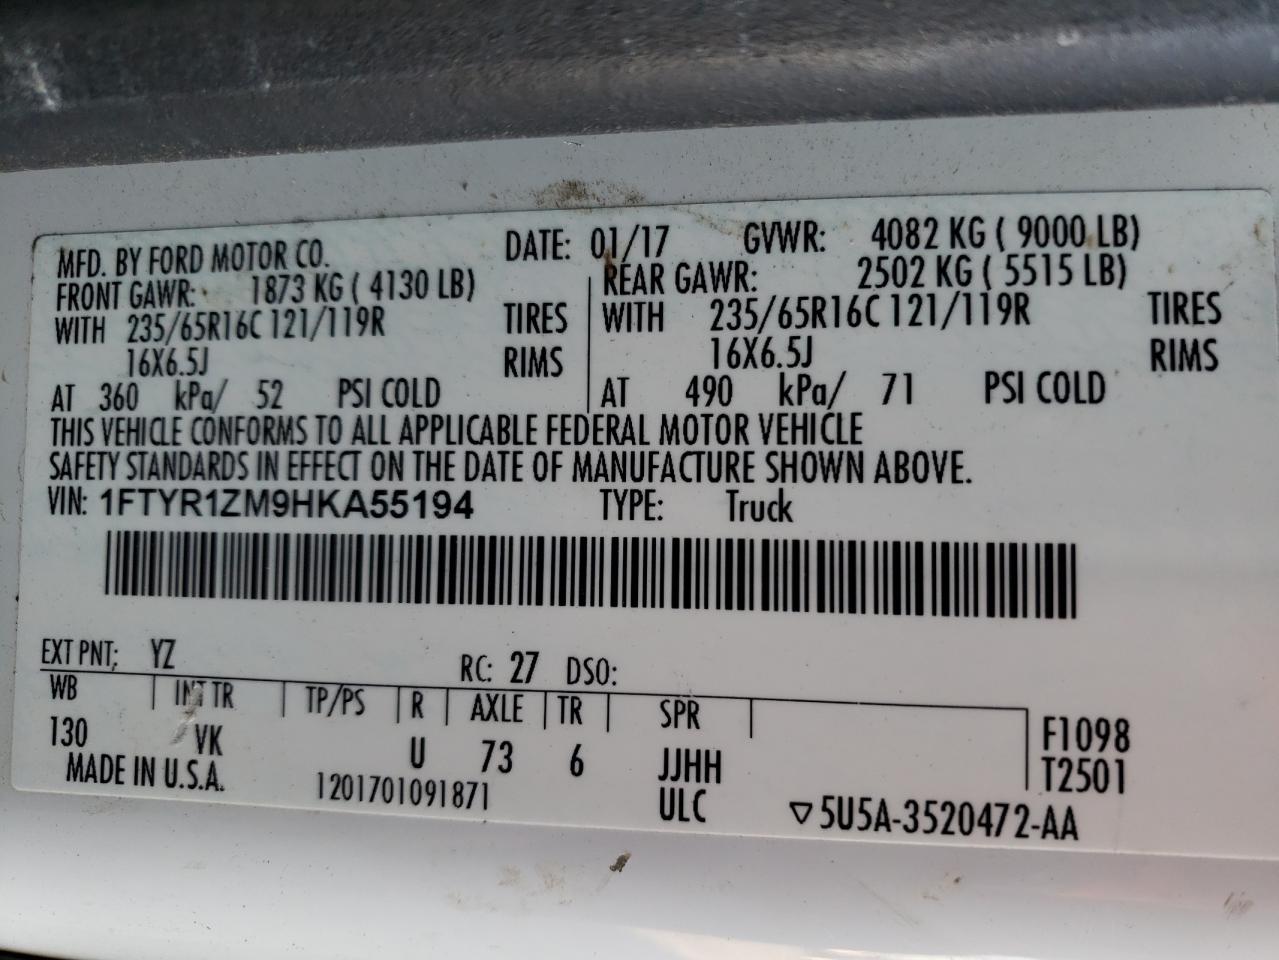 MFD. BY FORD MOTOR CO. DATE: 01/17 GVWR: 4082 KG ( 9000 LB)
FRONT GAWR: 1873 KG ( 4130 LB) REAR GAWR: 2502 KG ( 5515 LB)
WITH 235/65R16C 121/119R TIRES WITH 235/65R16C 121/119R TIRES
16X6.5J RIMS 16X6.5J RIMS
AT 360 kPa/ 52 PSI COLD AT 490 kPa/ 71 PSI COLD
THIS VEHICLE CONFORMS TO ALL APPLICABLE FEDERAL MOTOR VEHICLE
SAFETY STANDARDS IN EFFECT ON THE DATE OF MANUFACTURE SHOWN ABOVE.
VIN: 1FTYR1ZM9HKA55194 TYPE: Truck
EXT PNT; YZ RC: 27 DSO:
WB INT TR TP/PS R AXLE TR SPR
130 VK U 73 6 JJHH F1098
MADE IN U.S.A. 1201701091871 ULC T2501
▽5U5A-3520472-AA